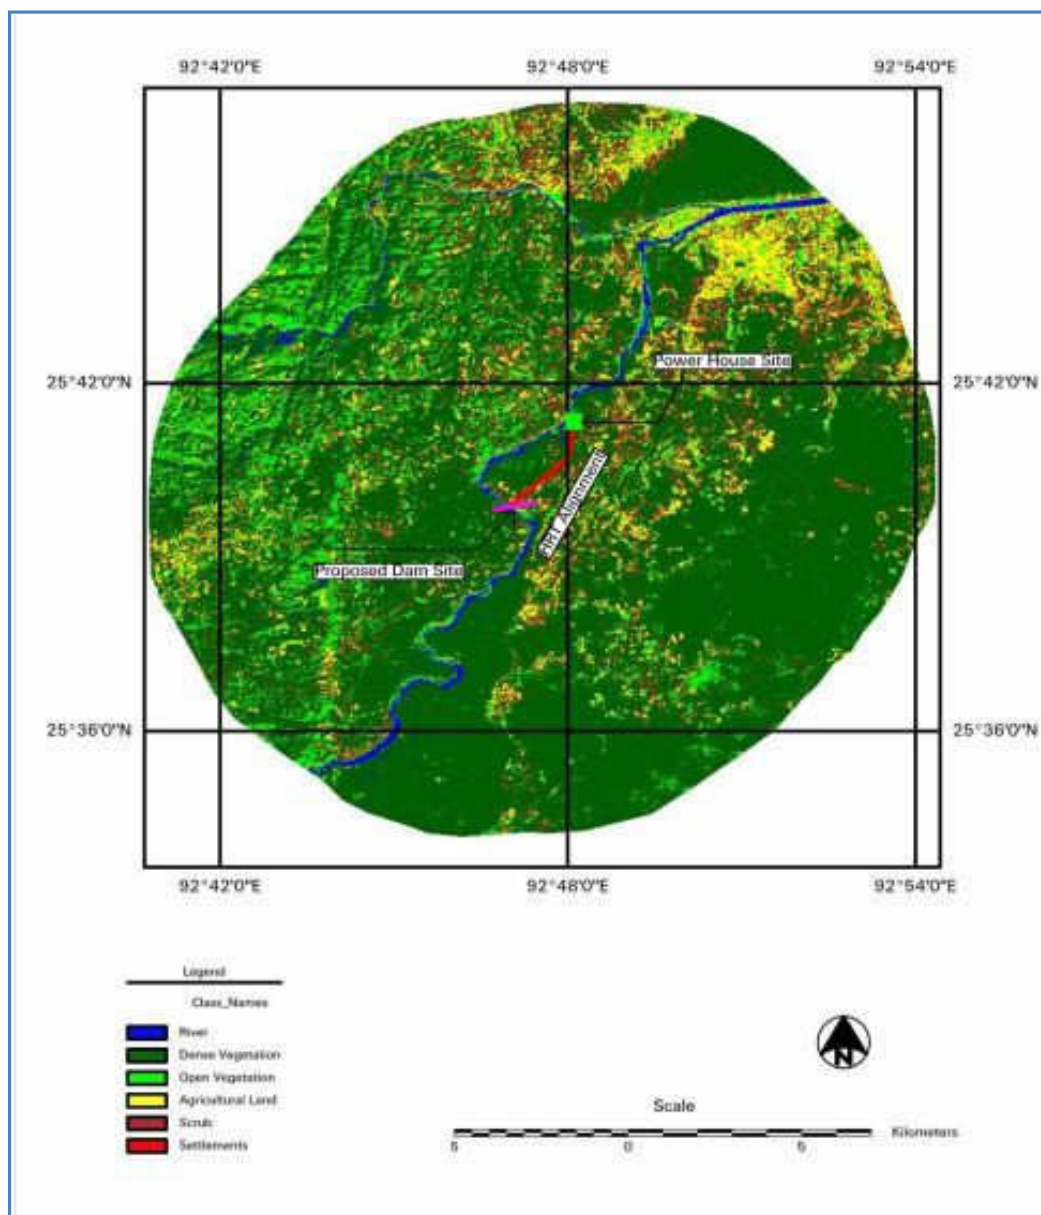 92°42'0"E 92°48'0"E 92°54'0"E
Power House Site
25°42'0"N 25°42'0"N
HRT Alignment
Proposed Dam Site
25°36'0"N 25°36'0"N
92°42'0"E 92°48'0"E 92°54'0"E
Legend
Class_Names
River
Dense Vegetation
Open Vegetation
Agricultural Land
Scrub
Settlements
N
Scale
Kilometers
5 0 5